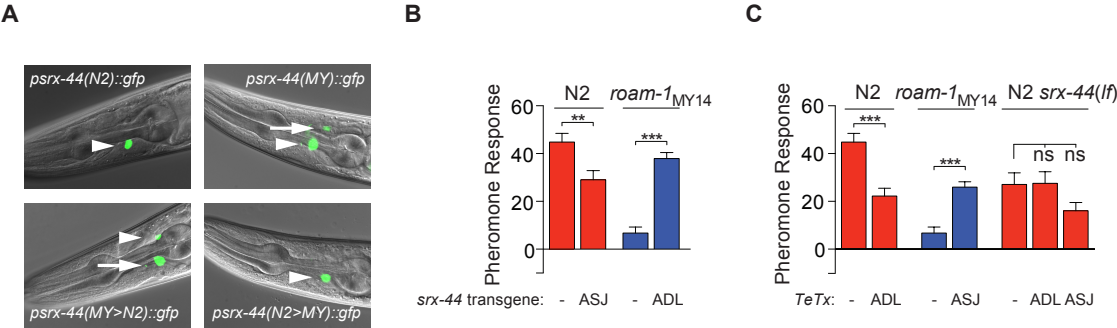 A
psrx-44(N2)::gfp
psrx-44(MY)::gfp
psrx-44(MY>N2)::gfp
psrx-44(N2>MY)::gfp
B
N2 roam-1MY14
** ***
60
40
20
0
Pheromone Response
srx-44 transgene: - ASJ - ADL
C
N2 roam-1MY14 N2 srx-44(lf)
*** *** ns ns
60
40
20
0
Pheromone Response
TeTx: - ADL - ASJ - ADL ASJ